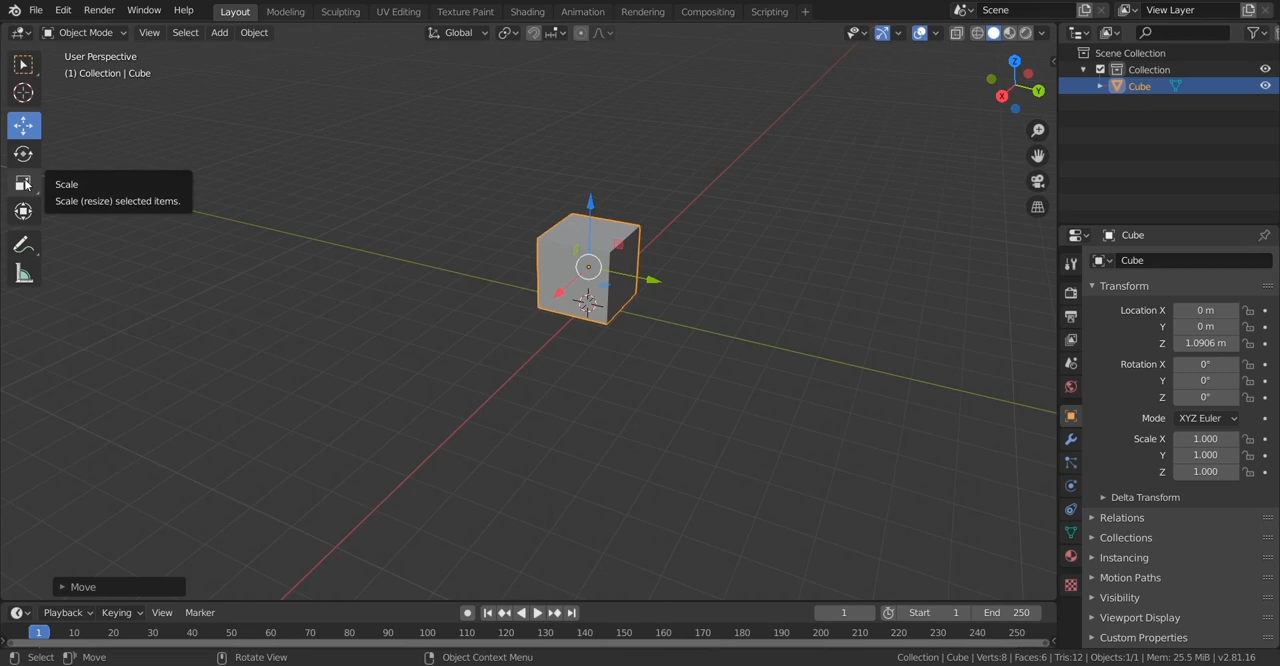 File Edit Render Window Help Layout Modeling Sculpting UV Editing Texture Paint Shading Animation Rendering Compositing Scripting + Scene View Layer
Object Mode View Select Add Object Global
User Perspective
(1) Collection | Cube
Scene Collection
Collection
Cube
Z
X
Y
Scale
Scale (resize) selected items.
Cube
Cube
Transform
Location X 0 m
Y 0 m
Z 1.0906 m
Rotation X 0°
Y 0°
Z 0°
Mode XYZ Euler
Scale X 1.000
Y 1.000
Z 1.000
Delta Transform
Relations
Collections
Instancing
Motion Paths
Visibility
Viewport Display
Custom Properties
Move
Playback Keying View Marker 1 Start 1 End 250
1 10 20 30 40 50 60 70 80 90 100 110 120 130 140 150 160 170 180 190 200 210 220 230 240 250
Select Move Rotate View Object Context Menu Collection | Cube | Verts:8 | Faces:6 | Tris:12 | Objects:1/1 | Mem: 25.5 MiB | v2.81.16